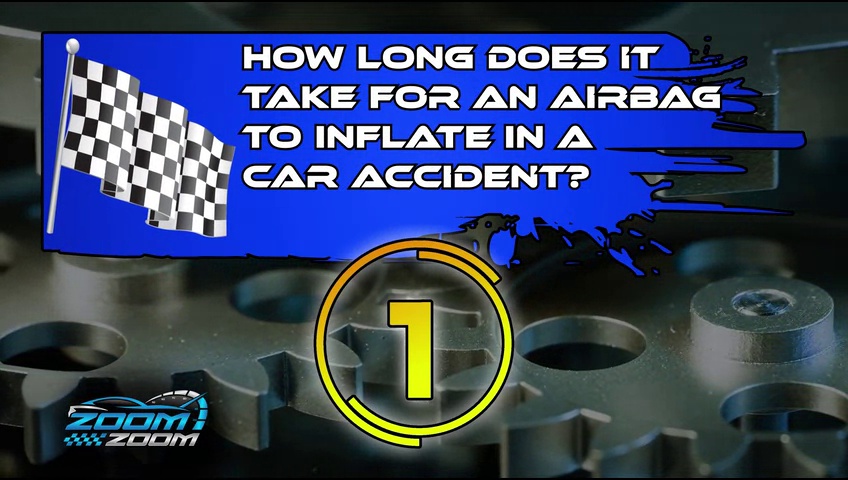 HOW LONG DOES IT
TAKE FOR AN AIRBAG
TO INFLATE IN A
CAR ACCIDENT?
1
ZOOM
ZOOM